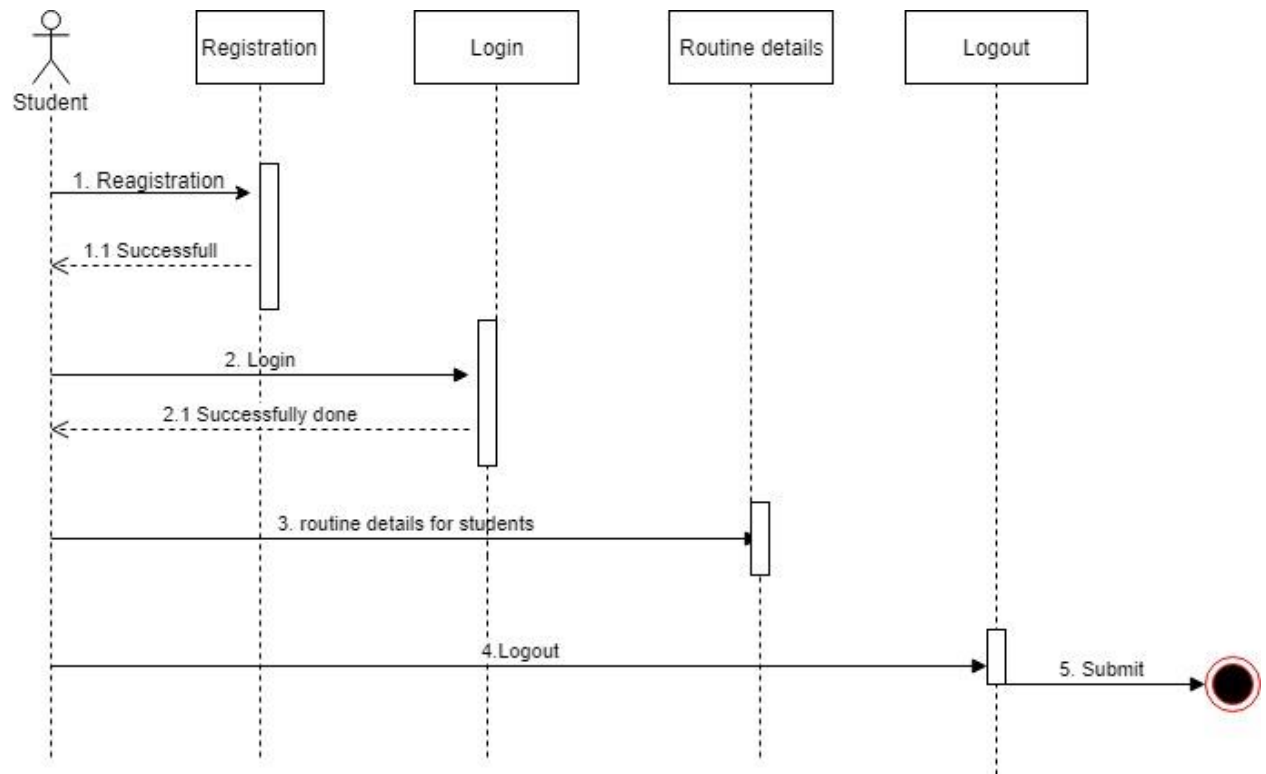 Registration
Login
Routine details
Logout
Student
1. Reagistration
1.1 Successfull
2. Login
2.1 Successfully done
3. routine details for students
4.Logout
5. Submit